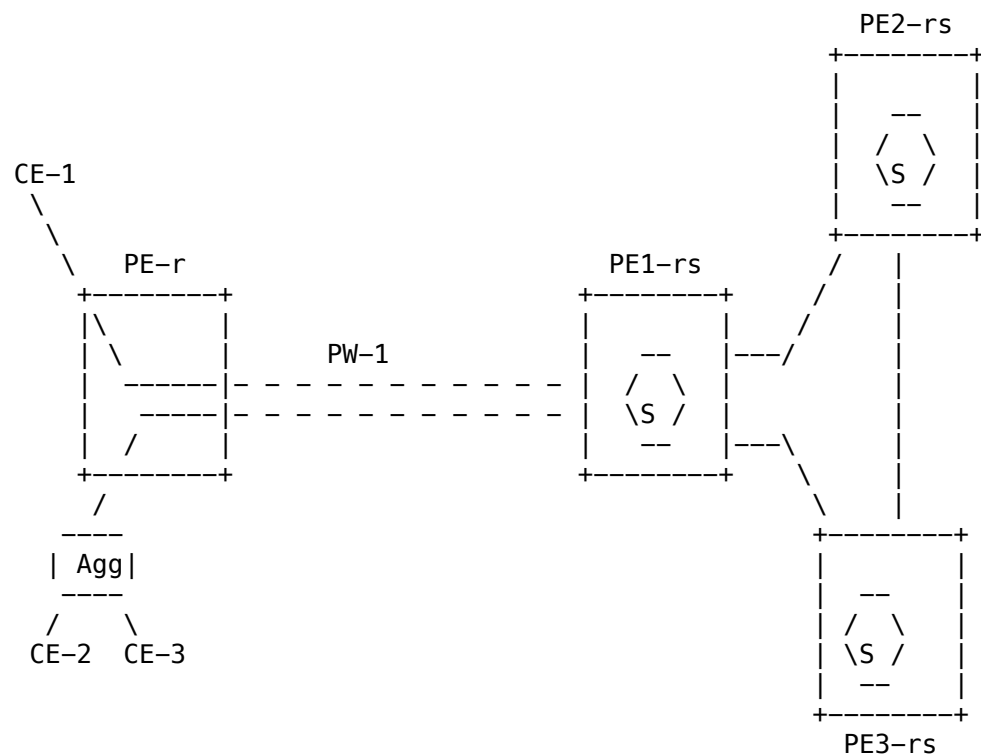 PE2-rs
S
CE-1
PE-r
PE1-rs
PW-1
S
Agg
CE-2 CE-3
S
PE3-rs